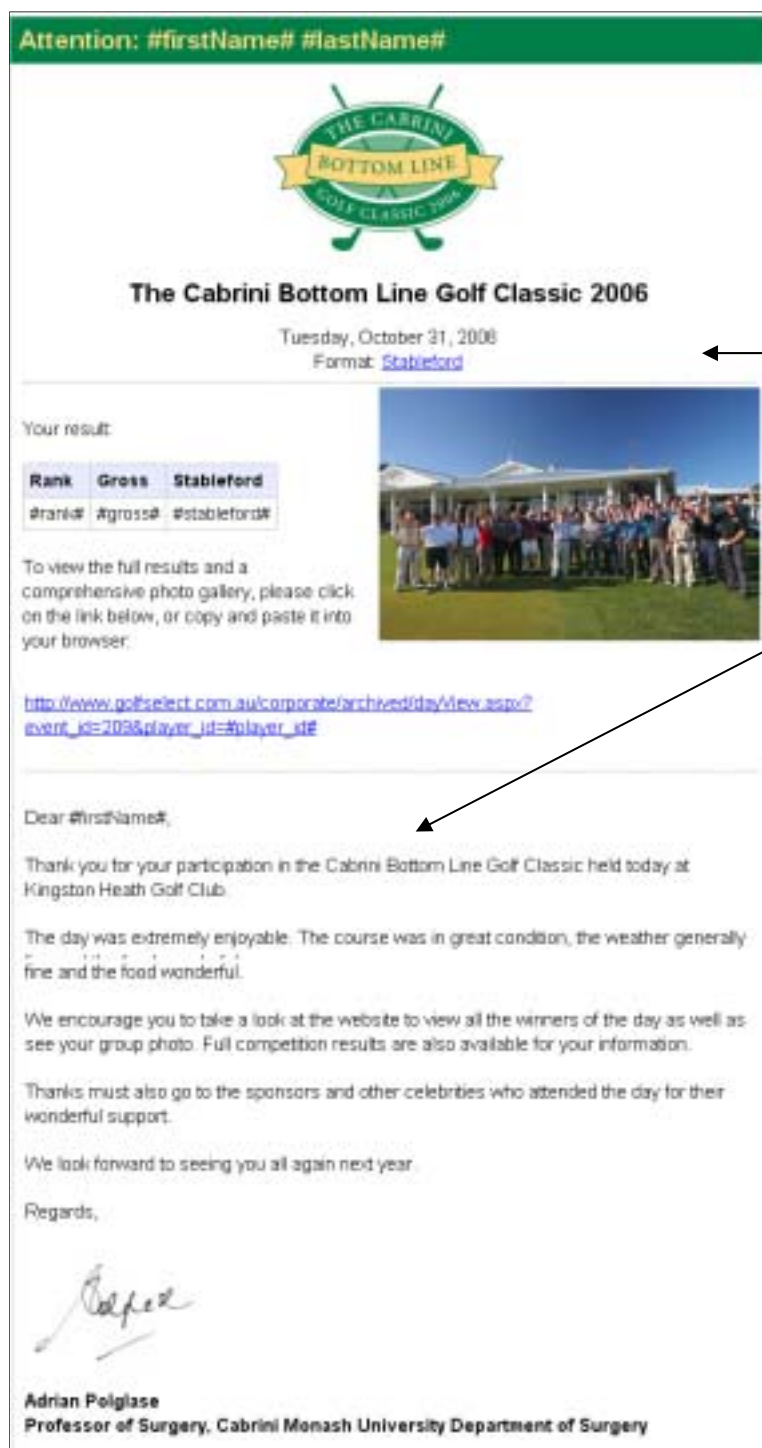 Attention: #firstName# #lastName#
THE CABRINI
BOTTOM LINE
GOLF CLASSIC 2006
The Cabrini Bottom Line Golf Classic 2006
Tuesday, October 31, 2006
Format: Stableford
Your result:
Rank Gross Stableford
#rank# #gross# #stableford#
To view the full results and a
comprehensive photo gallery, please click
on the link below, or copy and paste it into
your browser:
http://www.golfselect.com.au/corporate/archived/dayView.aspx?
event_id=209&player_id=#player_id#
Dear #firstName#,
Thank you for your participation in the Cabrini Bottom Line Golf Classic held today at
Kingston Heath Golf Club.
The day was extremely enjoyable. The course was in great condition, the weather generally
fine and the food wonderful.
We encourage you to take a look at the website to view all the winners of the day as well as
see your group photo. Full competition results are also available for your information.
Thanks must also go to the sponsors and other celebrities who attended the day for their
wonderful support.
We look forward to seeing you all again next year.
Regards,
Adrian Polglase
Professor of Surgery, Cabrini Monash University Department of Surgery